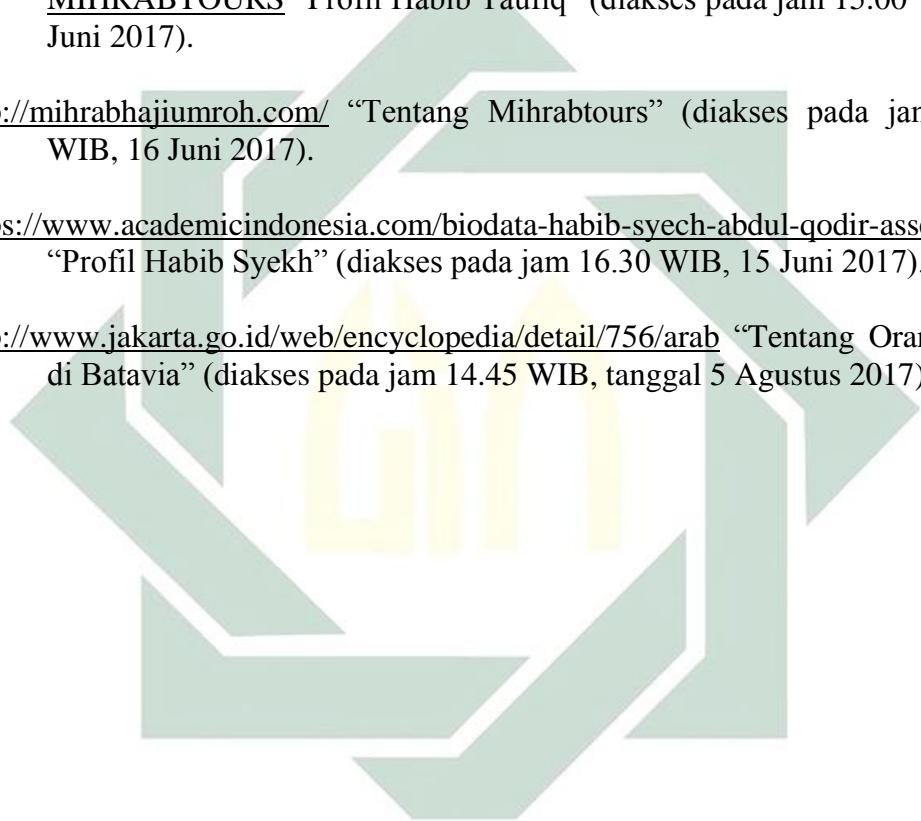 MIHRABTOURS “Profil Habib Taufiq” (diakses pada jam 15.00
Juni 2017).
://mihrabhajiumroh.com/ “Tentang Mihrabtours” (diakses pada jam
WIB, 16 Juni 2017).
s://www.academicindonesia.com/biodata-habib-syech-abdul-qodir-asse
“Profil Habib Syekh” (diakses pada jam 16.30 WIB, 15 Juni 2017).
://www.jakarta.go.id/web/encyclopedia/detail/756/arab “Tentang Oran
di Batavia” (diakses pada jam 14.45 WIB, tanggal 5 Agustus 2017)